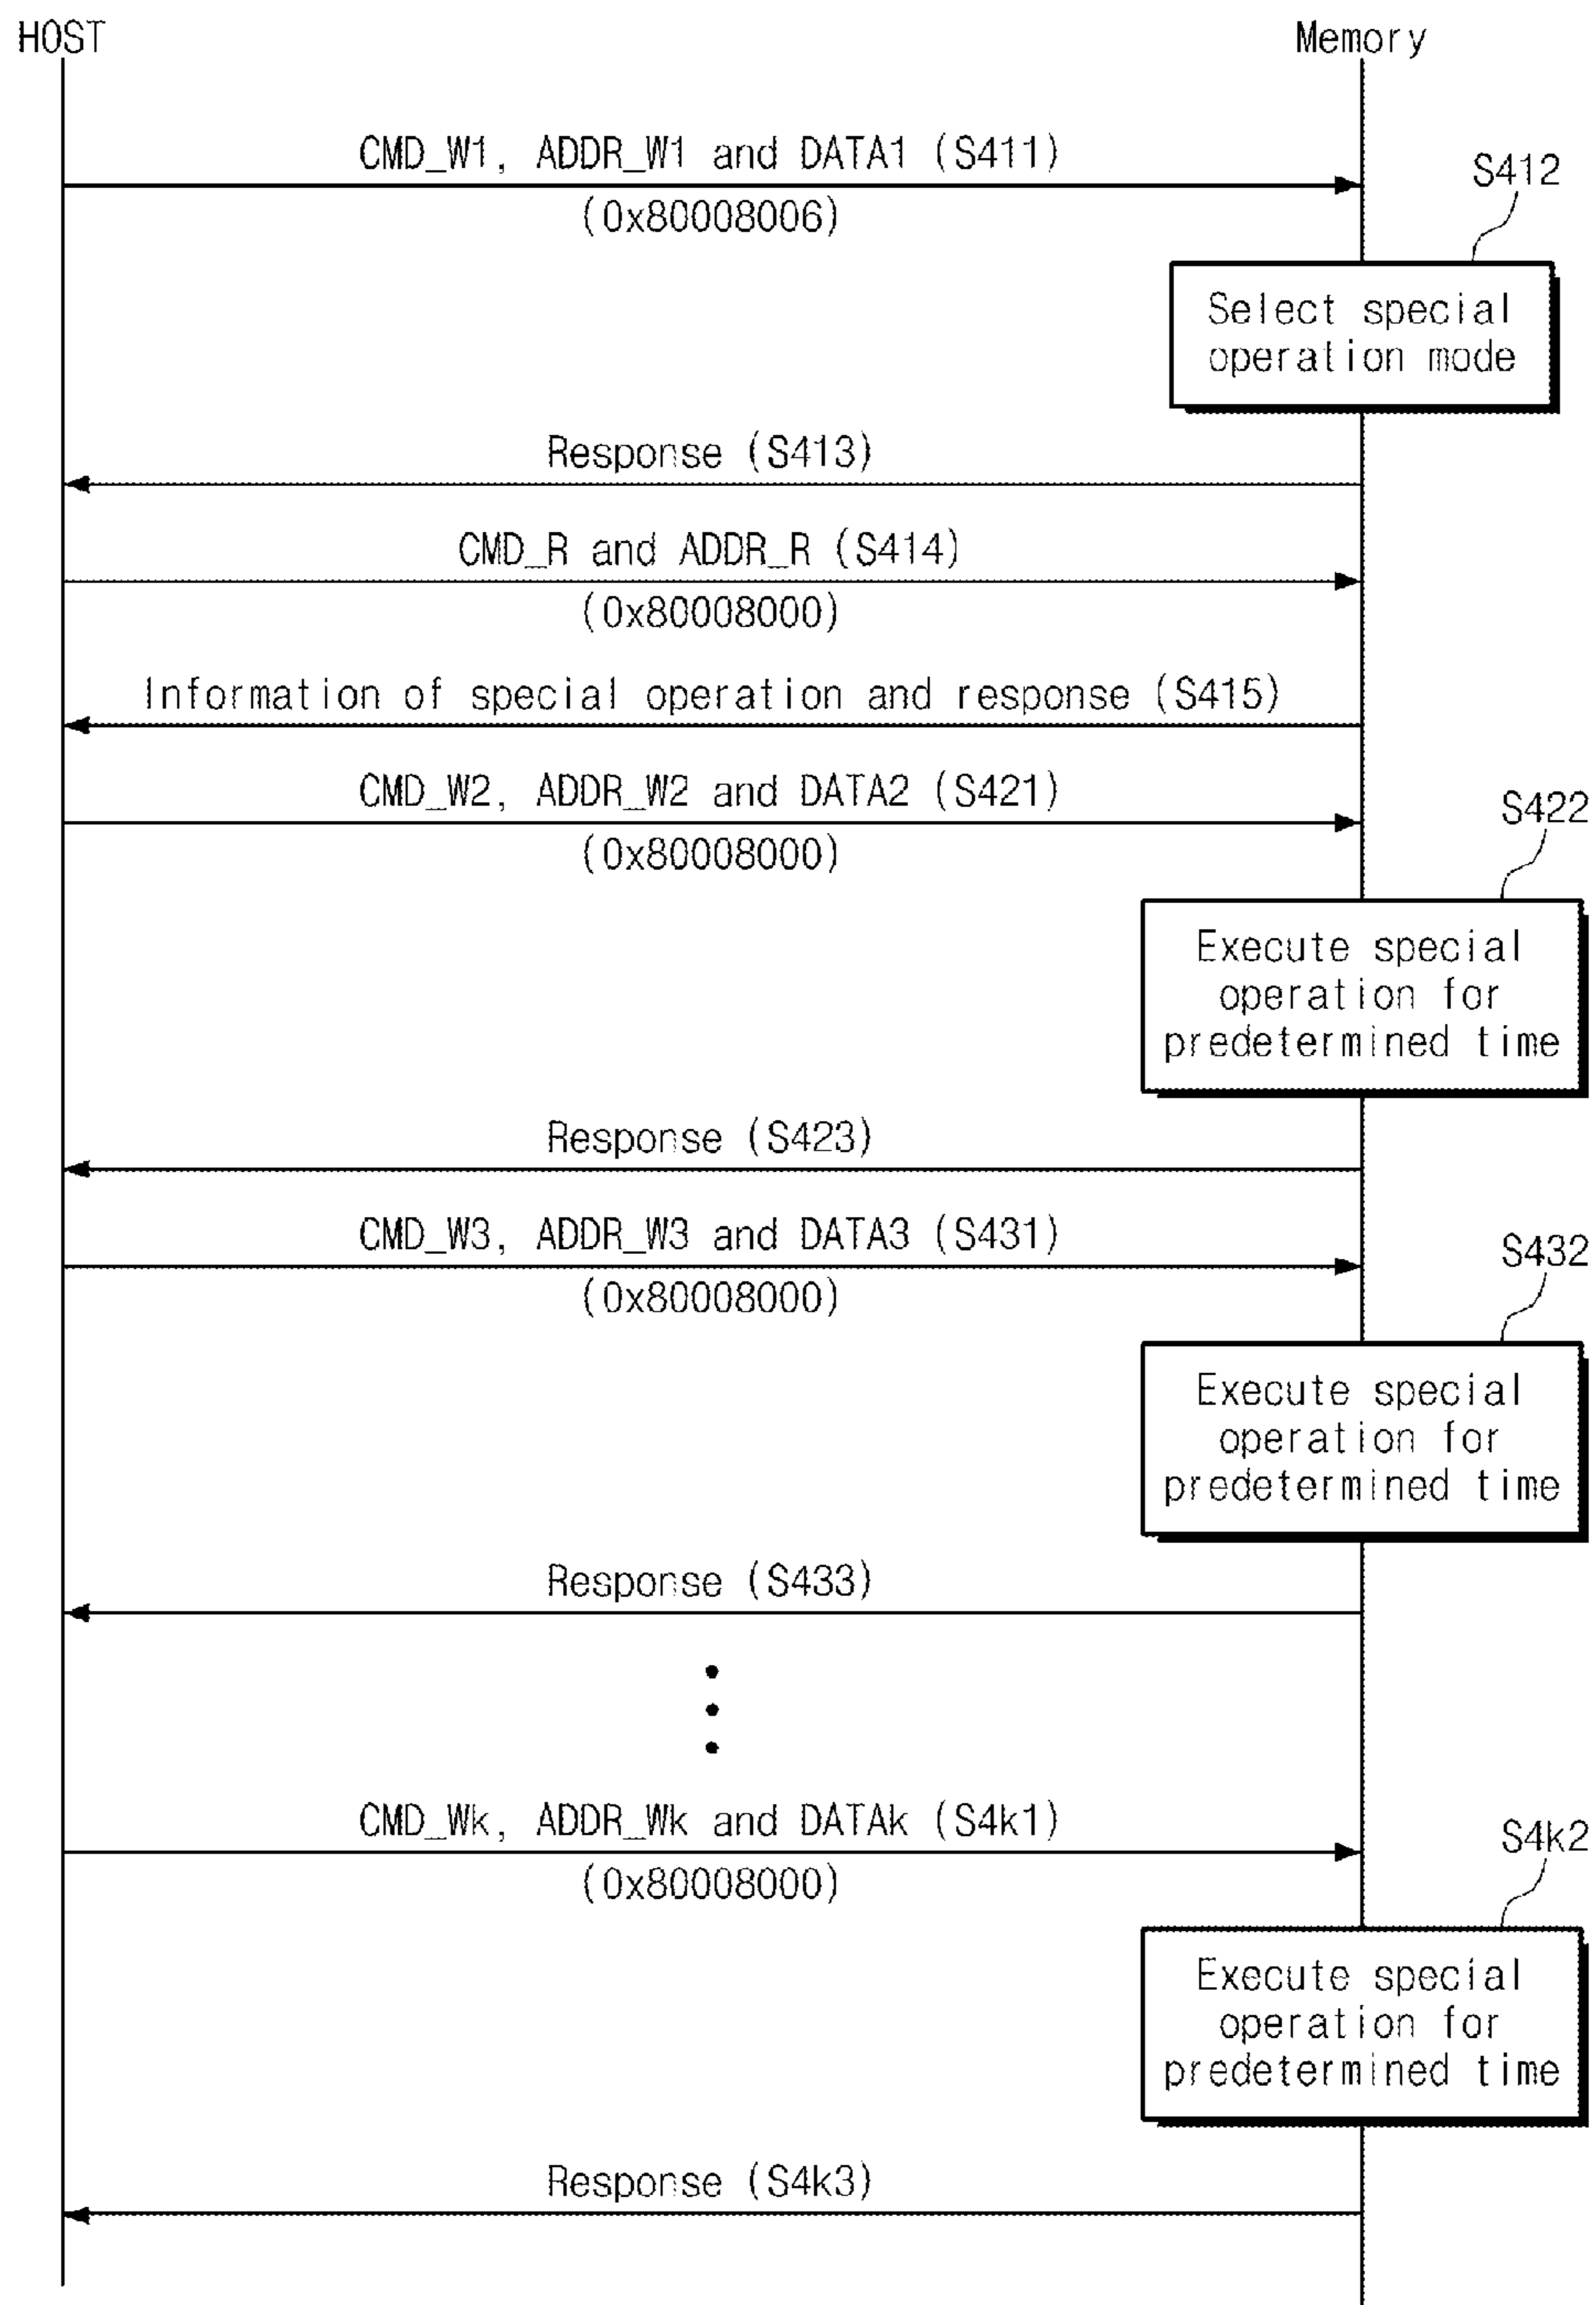 HOST
Memory
CMD_W1, ADDR_W1 and DATA1 (S411)
(0x80008006)
S412
Select special
operation mode
Response (S413)
CMD_R and ADDR_R (S414)
(0x80008000)
Information of special operation and response (S415)
CMD_W2, ADDR_W2 and DATA2 (S421)
(0x80008000)
S422
Execute special
operation for
predetermined time
Response (S423)
CMD_W3, ADDR_W3 and DATA3 (S431)
(0x80008000)
S432
Execute special
operation for
predetermined time
Response (S433)
CMD_Wk, ADDR_Wk and DATAk (S4k1)
(0x80008000)
S4k2
Execute special
operation for
predetermined time
Response (S4k3)